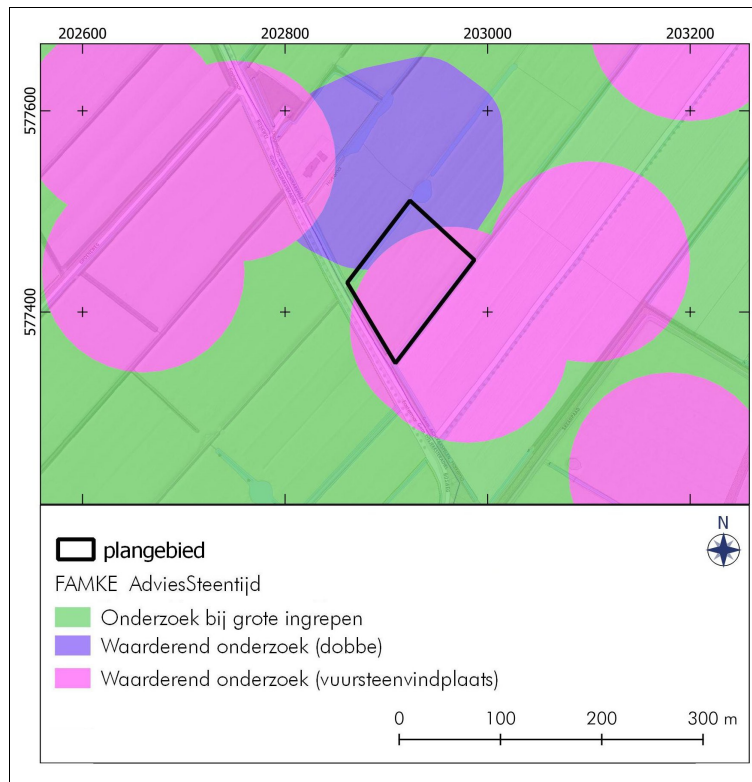 202600 202800 203000 203200
577600
577400
N
plangebied
FAMKE AdviesSteentijd
Onderzoek bij grote ingrepen
Waarderend onderzoek (dobbe)
Waarderend onderzoek (vuursteenvindplaats)
0 100 200 300 m